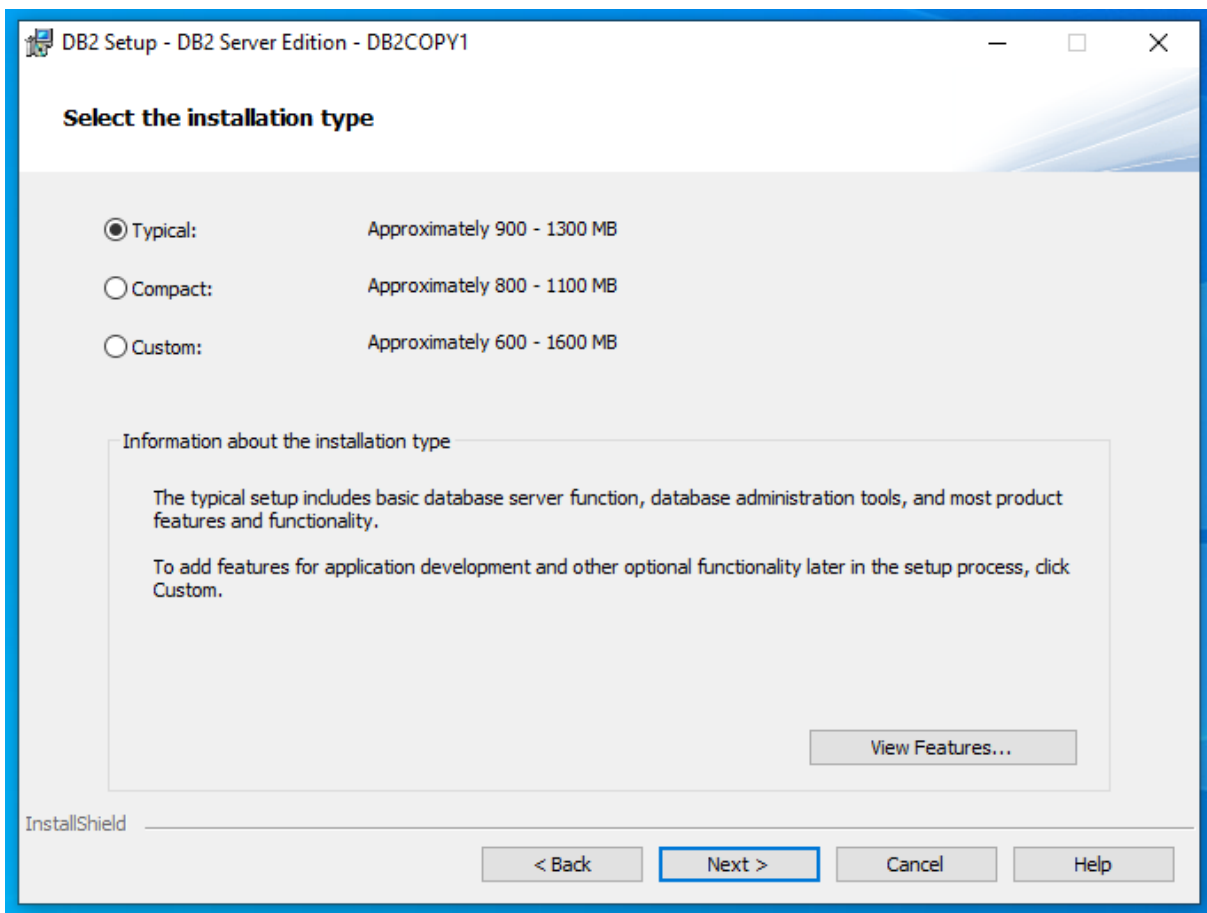 DB2 Setup - DB2 Server Edition - DB2COPY1
Select the installation type
Typical: Approximately 900 - 1300 MB
Compact: Approximately 800 - 1100 MB
Custom: Approximately 600 - 1600 MB
Information about the installation type
The typical setup includes basic database server function, database administration tools, and most product
features and functionality.
To add features for application development and other optional functionality later in the setup process, click
Custom.
View Features...
InstallShield
< Back Next > Cancel Help